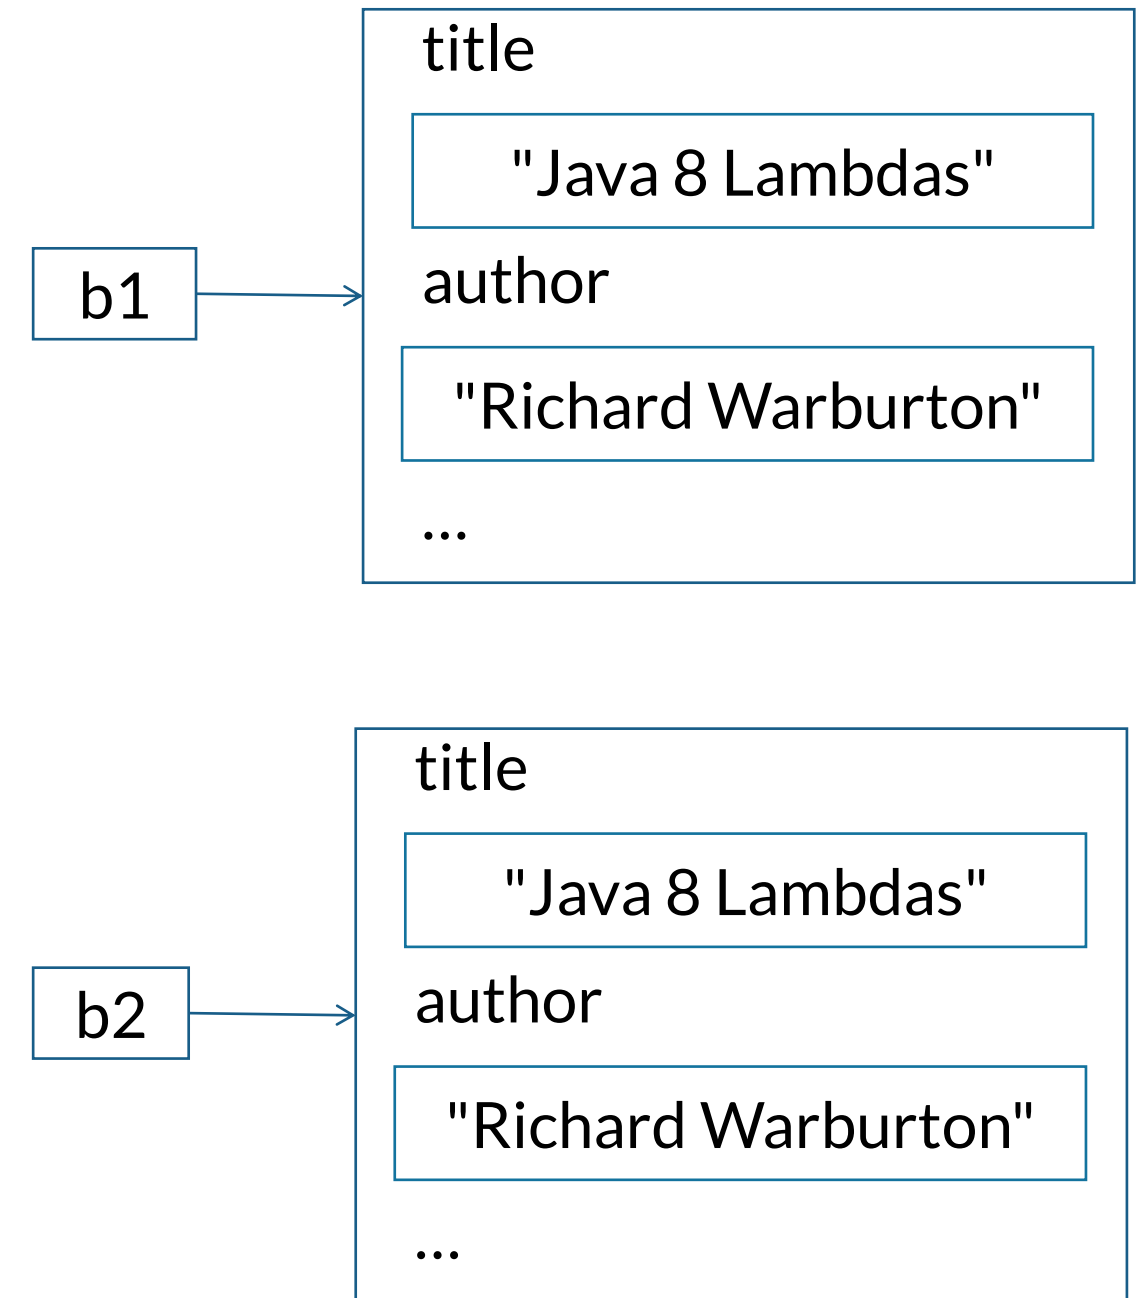 title
"Java 8 Lambdas"
b1
author
"Richard Warburton"
...
title
"Java 8 Lambdas"
b2
author
"Richard Warburton"
...